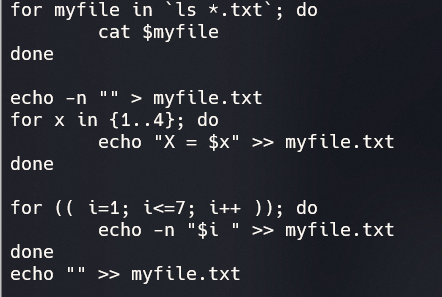 for myfile in `ls *.txt`; do
        cat $myfile
done

echo -n "" > myfile.txt
for x in {1..4}; do
        echo "X = $x" >> myfile.txt
done

for (( i=1; i<=7; i++ )); do
        echo -n "$i " >> myfile.txt
done
echo "" >> myfile.txt